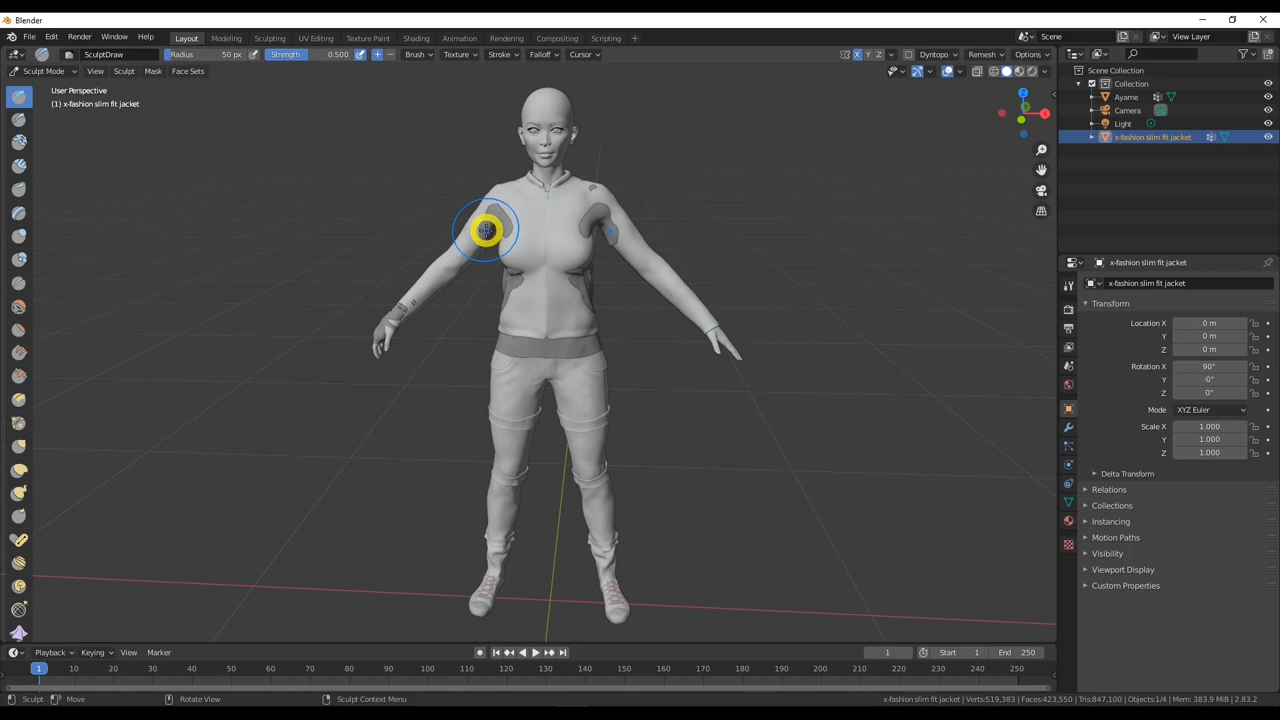 Blender
File Edit Render Window Help Layout Modeling Sculpting UV Editing Texture Paint Shading Animation Rendering Compositing Scripting + Scene View Layer
SculptDraw Radius 50 px Strength 0.500 + − Brush Texture Stroke Falloff Cursor X Y Z Dyntopo Remesh Options
Sculpt Mode View Sculpt Mask Face Sets
User Perspective
(1) x-fashion slim fit jacket
Z
X
Scene Collection
Collection
Ayame
Camera
Light
x-fashion slim fit jacket
x-fashion slim fit jacket
x-fashion slim fit jacket
Transform
Location X 0 m
Y 0 m
Z 0 m
Rotation X 90°
Y -0°
Z 0°
Mode XYZ Euler
Scale X 1.000
Y 1.000
Z 1.000
Delta Transform
Relations
Collections
Instancing
Motion Paths
Visibility
Viewport Display
Custom Properties
Playback Keying View Marker 1 Start 1 End 250
1 10 20 30 40 50 60 70 80 90 100 110 120 130 140 150 160 170 180 190 200 210 220 230 240 250
Sculpt Move Rotate View Sculpt Context Menu x-fashion slim fit jacket | Verts:519,383 | Faces:423,550 | Tris:847,100 | Objects:1/4 | Mem: 383.9 MiB | 2.83.2